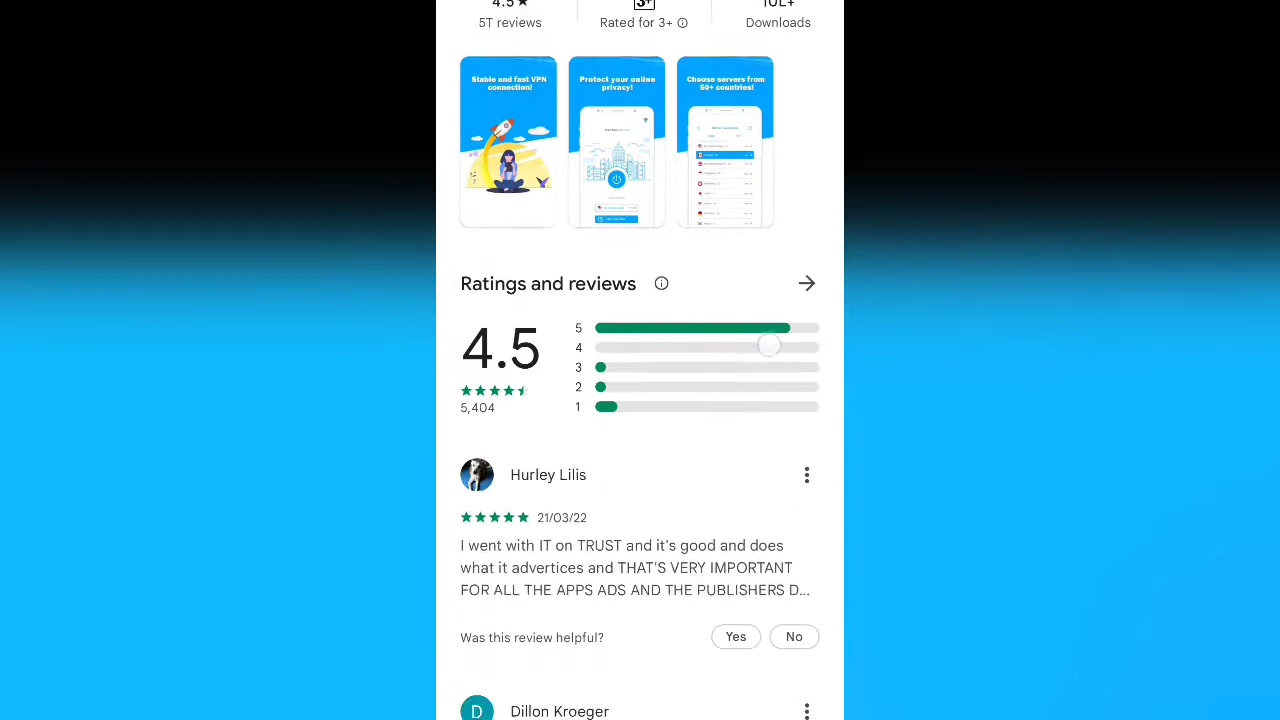 4.5★
3+
10L+
5T reviews
Rated for 3+
Downloads
Stable and fast VPN
connection!
Protect your online
privacy!
Choose servers from
50+ countries!
Ratings and reviews
4.5
5
4
3
2
1
5,404
Hurley Lilis
21/03/22
I went with IT on TRUST and it's good and does
what it advertices and THAT'S VERY IMPORTANT
FOR ALL THE APPS ADS AND THE PUBLISHERS D...
Was this review helpful?
Yes
No
D
Dillon Kroeger